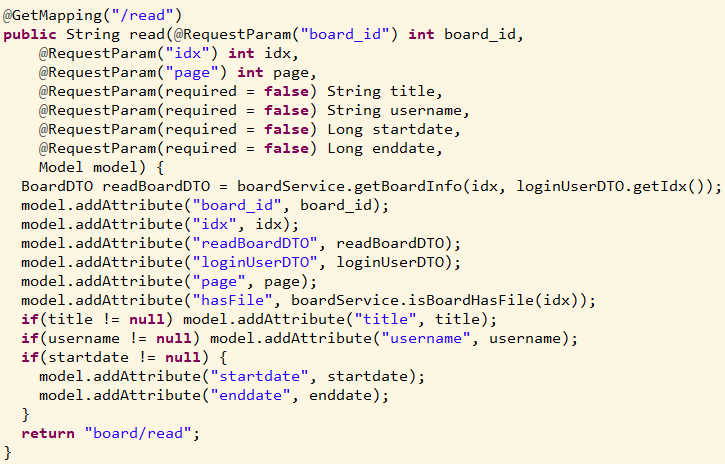 @GetMapping("/read")
public String read(@RequestParam("board_id") int board_id,
    @RequestParam("idx") int idx,
    @RequestParam("page") int page,
    @RequestParam(required = false) String title,
    @RequestParam(required = false) String username,
    @RequestParam(required = false) Long startdate,
    @RequestParam(required = false) Long enddate,
    Model model) {
  BoardDTO readBoardDTO = boardService.getBoardInfo(idx, loginUserDTO.getIdx());
  model.addAttribute("board_id", board_id);
  model.addAttribute("idx", idx);
  model.addAttribute("readBoardDTO", readBoardDTO);
  model.addAttribute("loginUserDTO", loginUserDTO);
  model.addAttribute("page", page);
  model.addAttribute("hasFile", boardService.isBoardHasFile(idx));
  if(title != null) model.addAttribute("title", title);
  if(username != null) model.addAttribute("username", username);
  if(startdate != null) {
    model.addAttribute("startdate", startdate);
    model.addAttribute("enddate", enddate);
  }
  return "board/read";
}